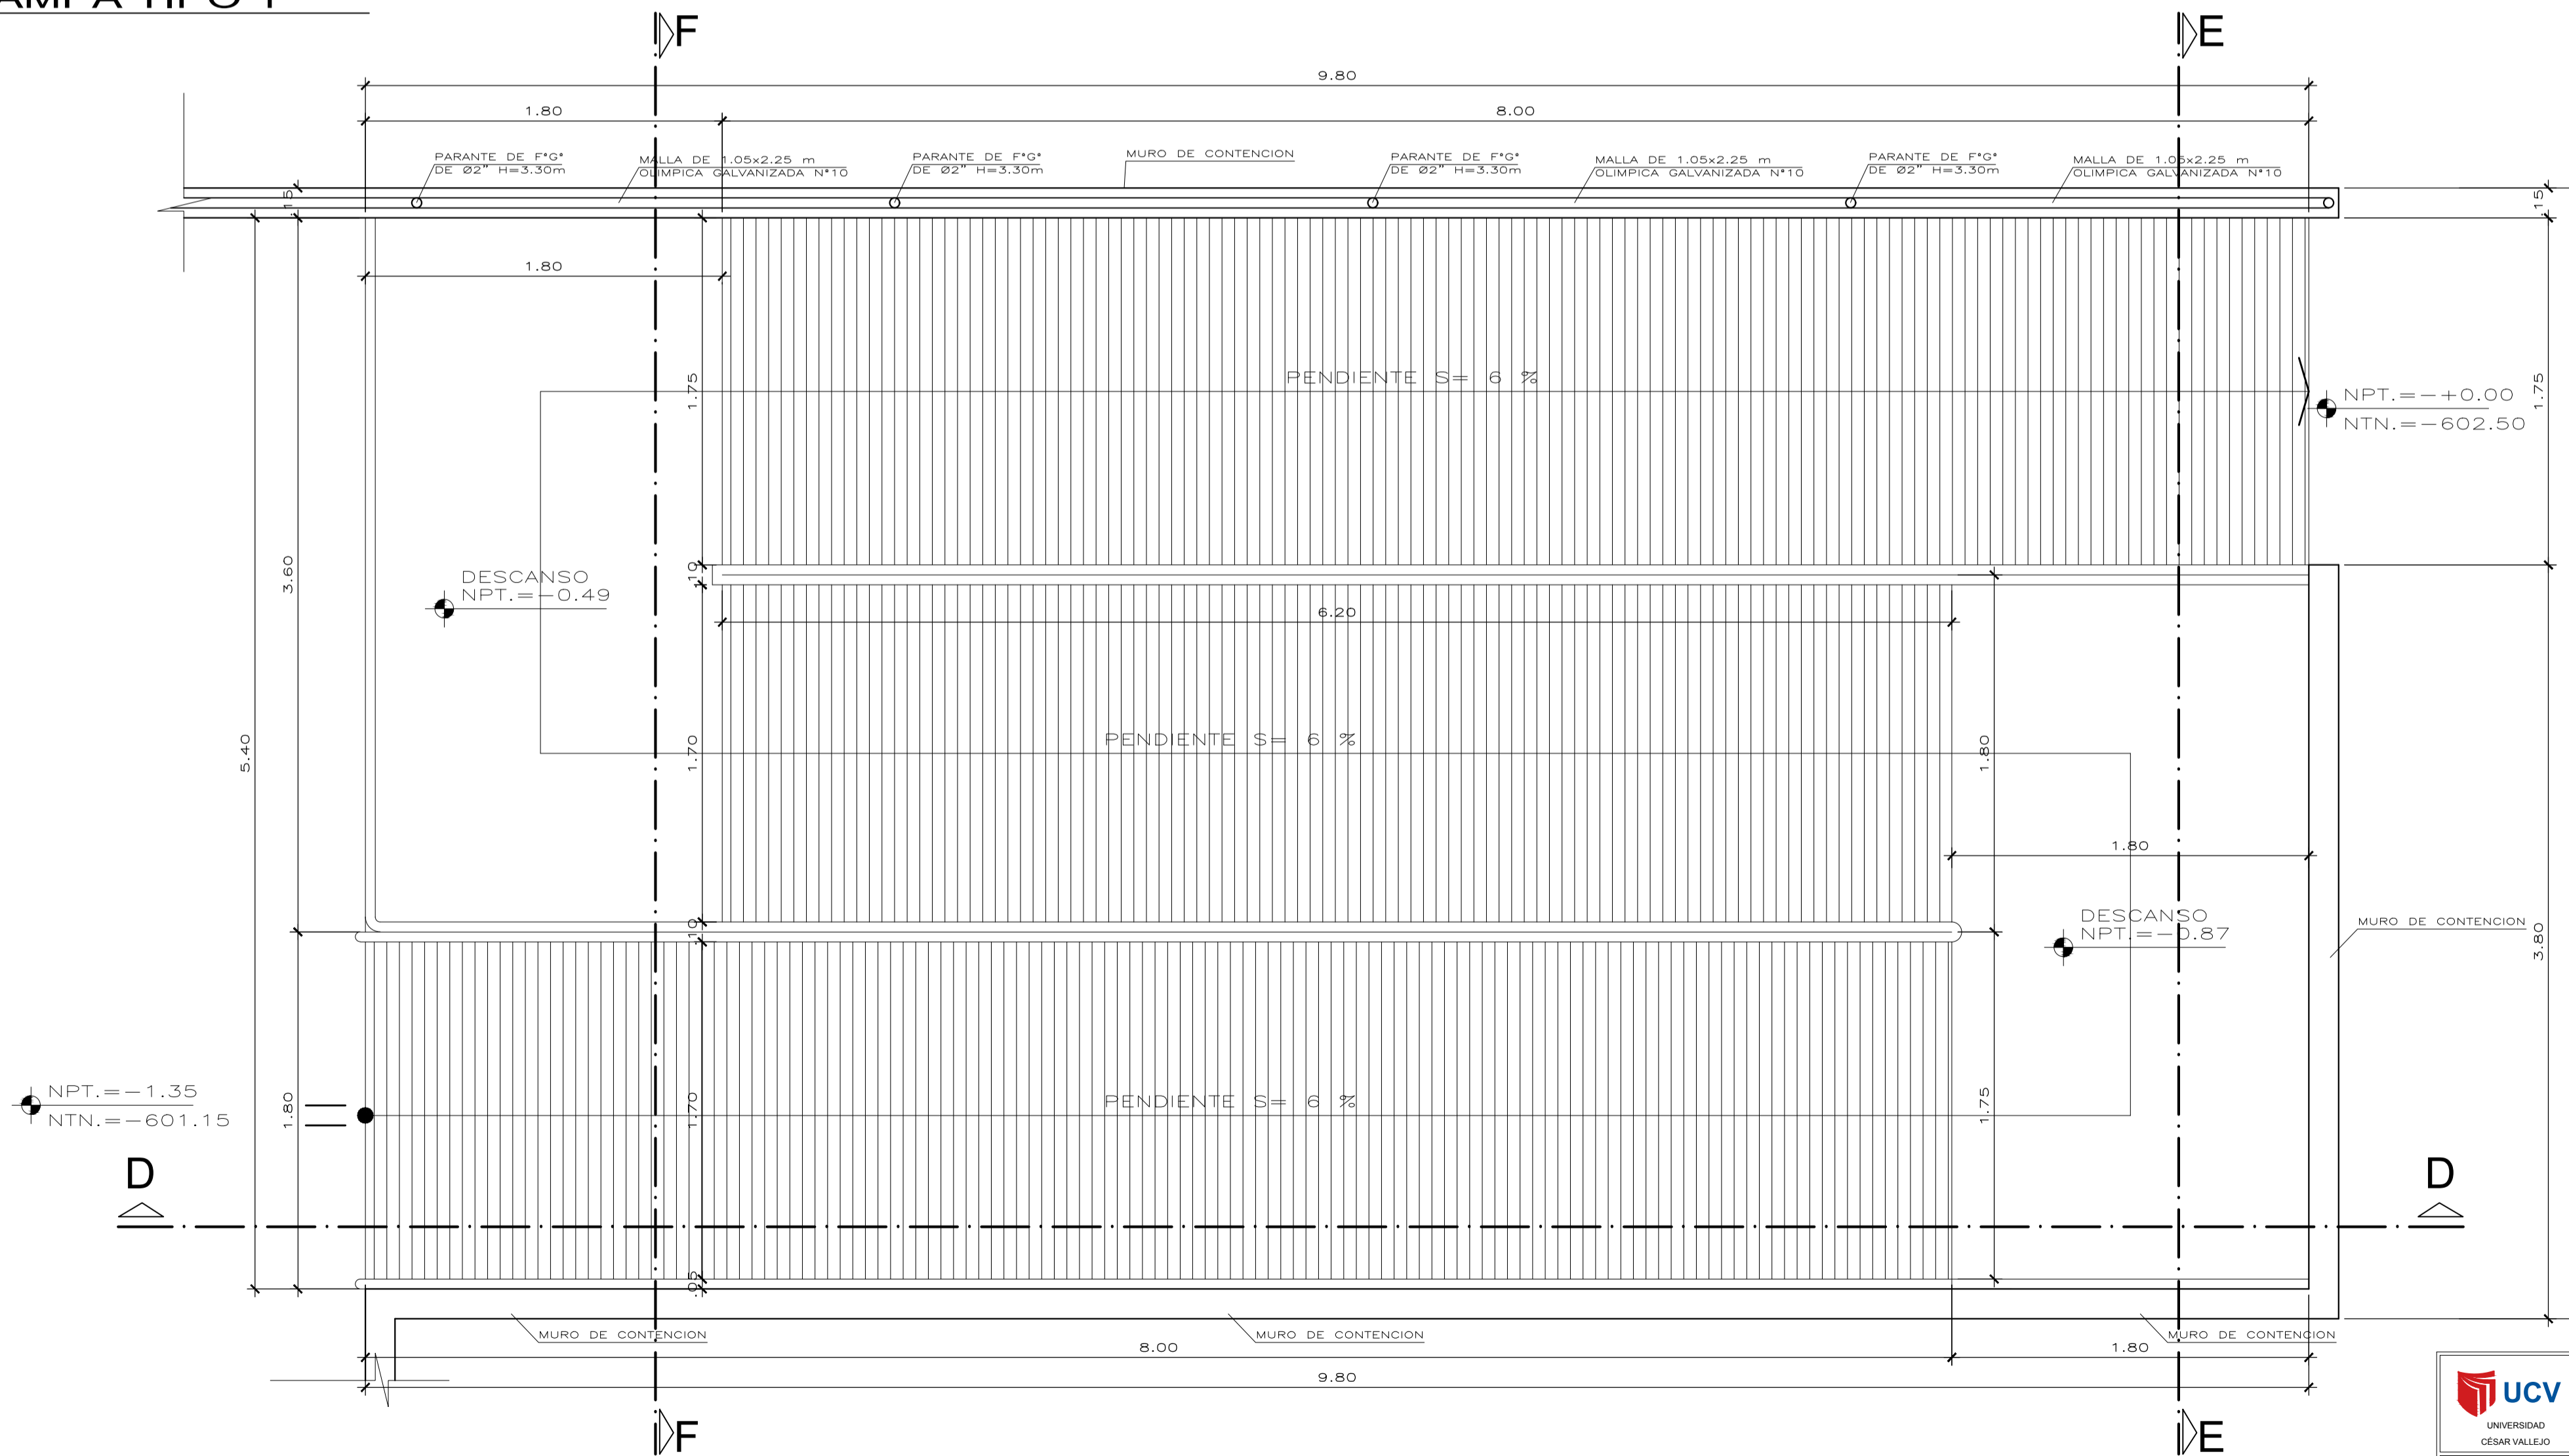 F
E
9.80
1.80
8.00
PARANTE DE F°G°
DE Ø2" H=3.30m
MALLA DE 1.05x2.25 m
OLIMPICA GALVANIZADA N°10
PARANTE DE F°G°
DE Ø2" H=3.30m
MURO DE CONTENCION
PARANTE DE F°G°
DE Ø2" H=3.30m
MALLA DE 1.05x2.25 m
OLIMPICA GALVANIZADA N°10
PARANTE DE F°G°
DE Ø2" H=3.30m
MALLA DE 1.05x2.25 m
OLIMPICA GALVANIZADA N°10
.15
.15
1.80
1.75
PENDIENTE S= 6 %
1.75
NPT.=-+0.00
NTN.=-602.50
3.60
.10
DESCANSO
NPT.=-0.49
6.20
5.40
1.70
PENDIENTE S= 6 %
1.80
1.80
.10
DESCANSO
NPT.=-0.87
MURO DE CONTENCION
3.80
NPT.=-1.35
NTN.=-601.15
1.80
1.70
PENDIENTE S= 6 %
1.75
D
D
.05
MURO DE CONTENCION
MURO DE CONTENCION
MURO DE CONTENCION
8.00
1.80
9.80
F
E
UCV
UNIVERSIDAD
CÉSAR VALLEJO